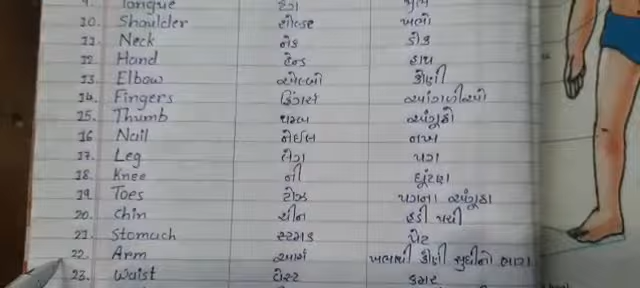 9. Tongue ટંગ જીભ
10. Shoulder શોલ્ડર ખભો
11. Neck નેક ડોક
12 Hand હેન્ડ હાથ
13 Elbow એલ્બો કોણી
14. Fingers ફિંગર્સ આંગળીઓ
15. Thumb થમ્બ અંગૂઠો
16 Nail નેઈલ નખ
17. Leg લેગ પગ
18. Knee ની ઘૂંટણ
19 Toes ટોઝ પગના અંગૂઠા
20. chin ચીન હડપચી
21. Stomach સ્ટમક પેટ
22. Arm આર્મ ખભાથી કોણી સુધીનો ભાગ
23. waist વેસ્ટ કમર